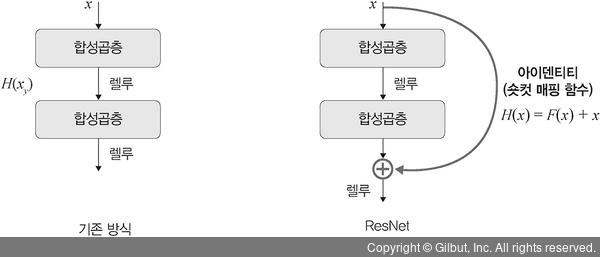 x
합성곱층
H(xᵧ)
렐루
합성곱층
렐루
기존 방식
x
합성곱층
렐루
합성곱층
렐루
아이덴티티
(숏컷 매핑 함수)
H(x) = F(x) + x
ResNet
Copyright © Gilbut, Inc. All rights reserved.